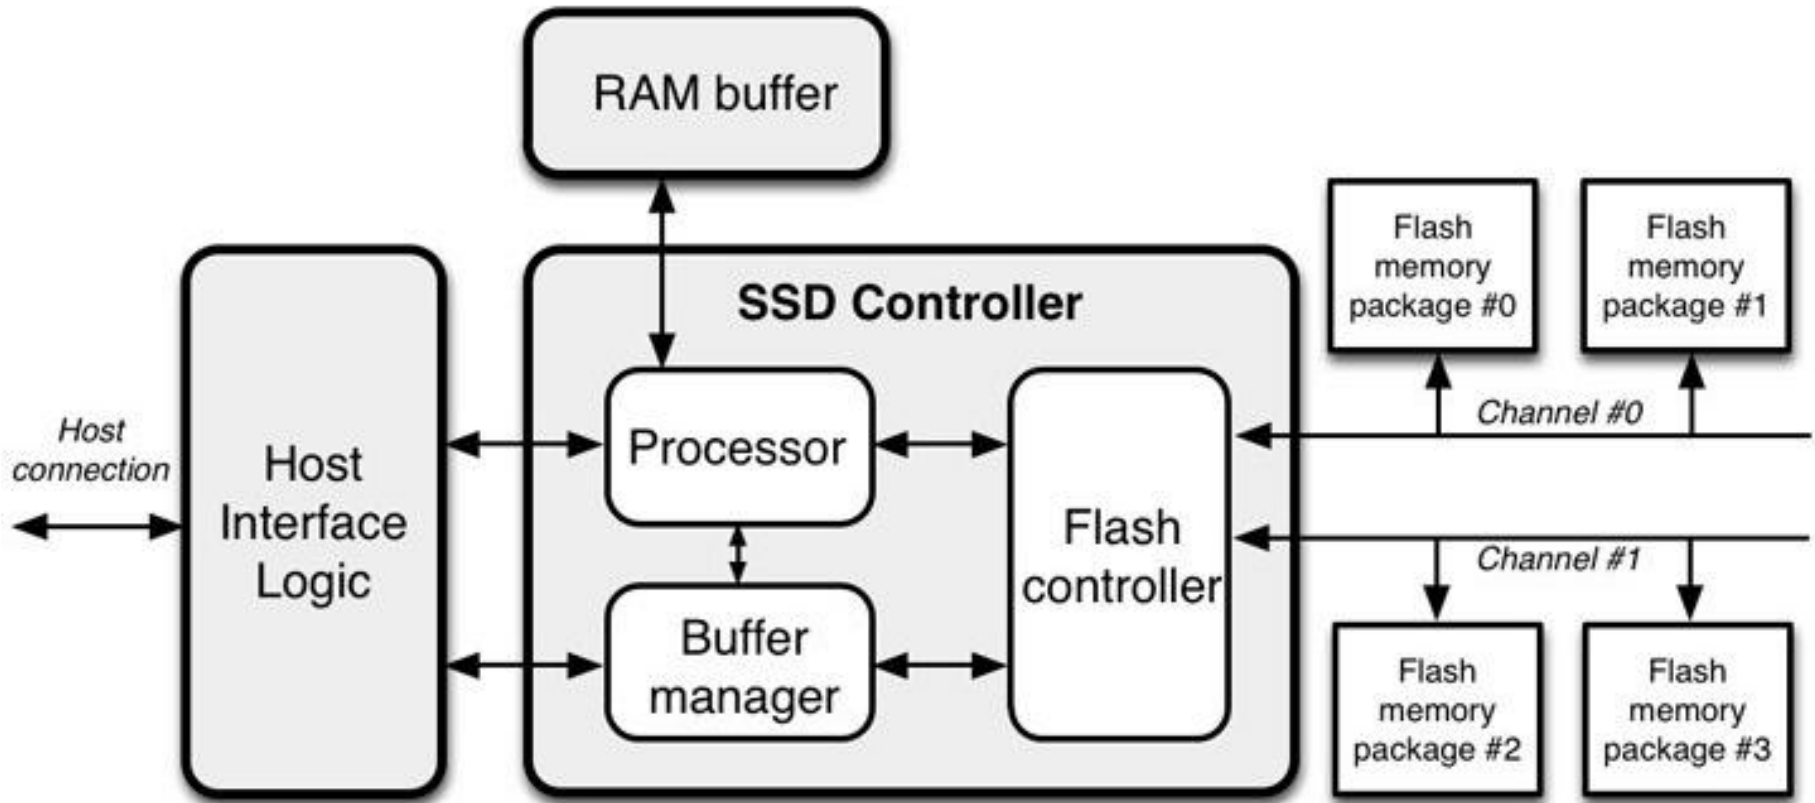 RAM buffer
SSD Controller
Host
connection
Host
Interface
Logic
Processor
Buffer
manager
Flash
controller
Flash
memory
package #0
Flash
memory
package #1
Channel #0
Channel #1
Flash
memory
package #2
Flash
memory
package #3